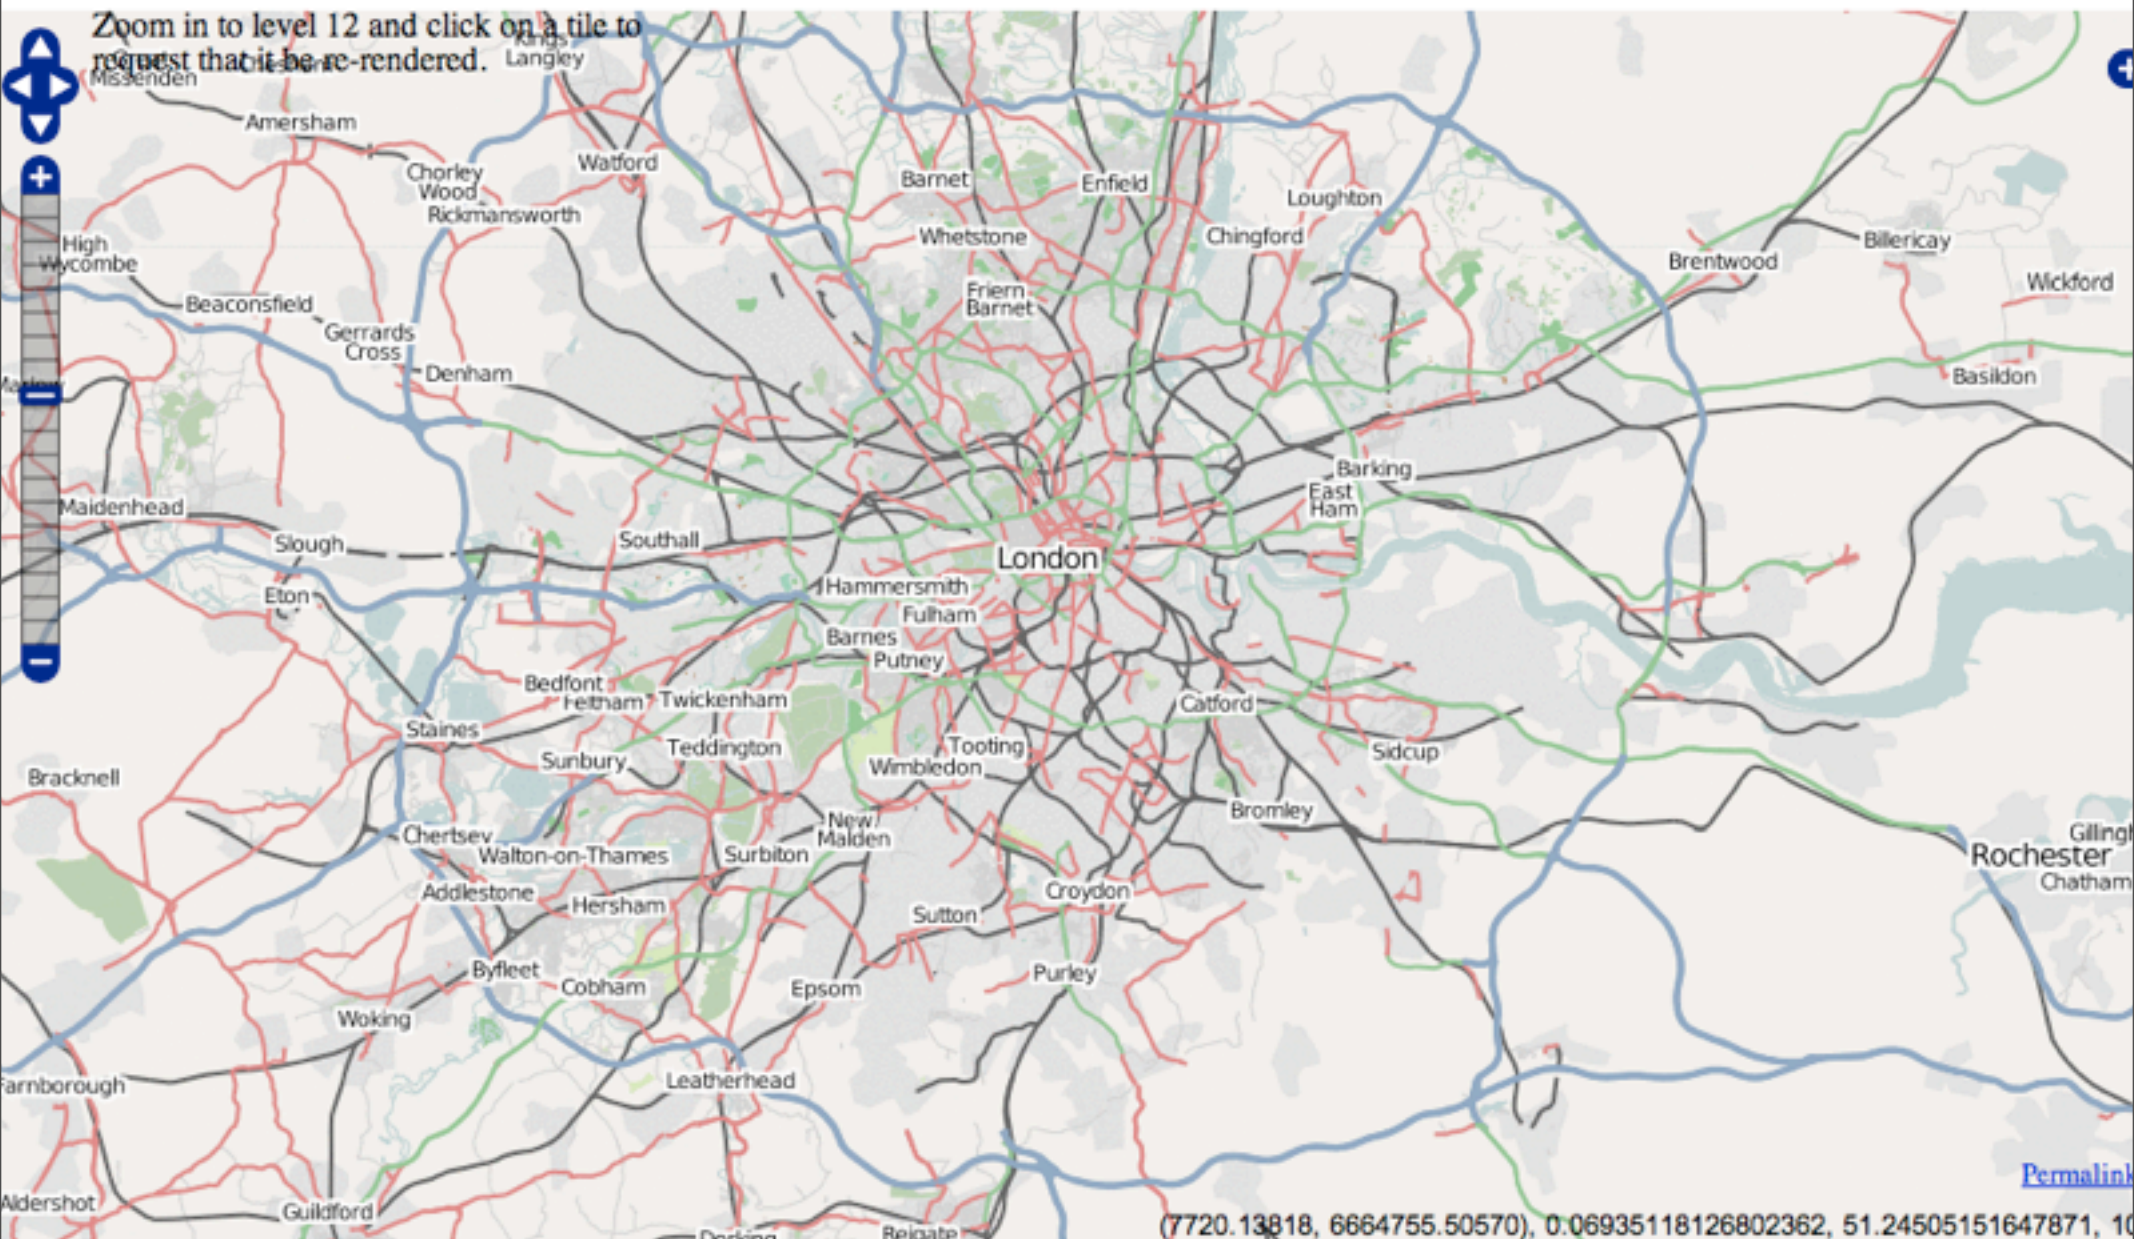 Zoom in to level 12 and click on a tile to
request that it be re-rendered.
Kings
Langley
Missenden
Amersham
Chorley
Wood
Rickmansworth
Watford
Barnet
Enfield
Loughton
Whetstone
Chingford
High
Wycombe
Billericay
Brentwood
Wickford
Beaconsfield
Friern
Barnet
Gerrards
Cross
Denham
Basildon
Barking
East
Ham
Maidenhead
Slough
Southall
London
Eton
Hammersmith
Fulham
Barnes
Putney
Bedfont
Feltham
Twickenham
Catford
Staines
Teddington
Tooting
Sidcup
Sunbury
Wimbledon
Bracknell
Bromley
New
Malden
Chertsey
Walton-on-Thames
Surbiton
Rochester
Chatham
Addlestone
Hersham
Croydon
Sutton
Byfleet
Cobham
Epsom
Purley
Woking
Leatherhead
Farnborough
Permalink
Aldershot
Guildford
Dorking
Reigate
(7720.13818, 6664755.50570), 0.06935118126802362, 51.24505151647871, 10